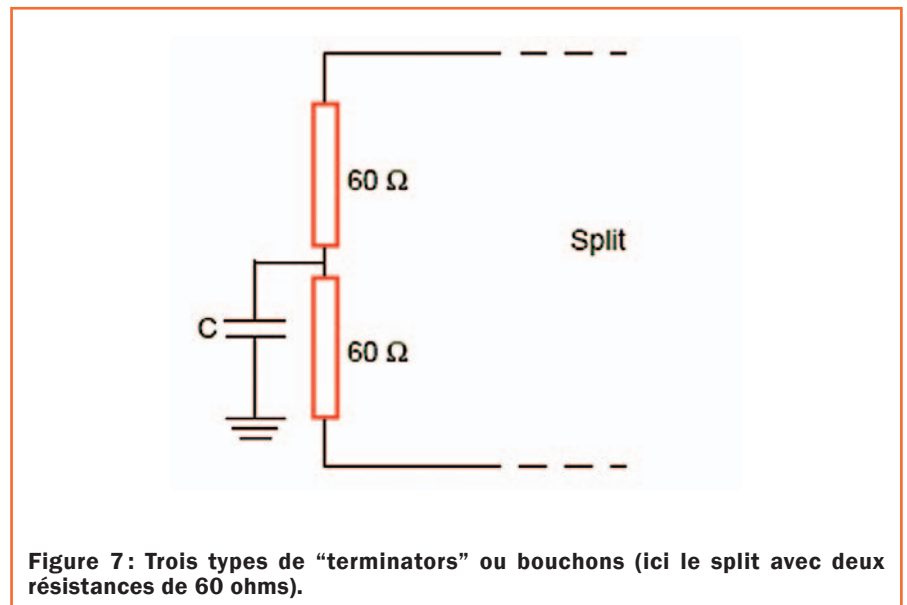 60 Ω
Split
C
60 Ω
Figure 7: Trois types de “terminators” ou bouchons (ici le split avec deux
résistances de 60 ohms).